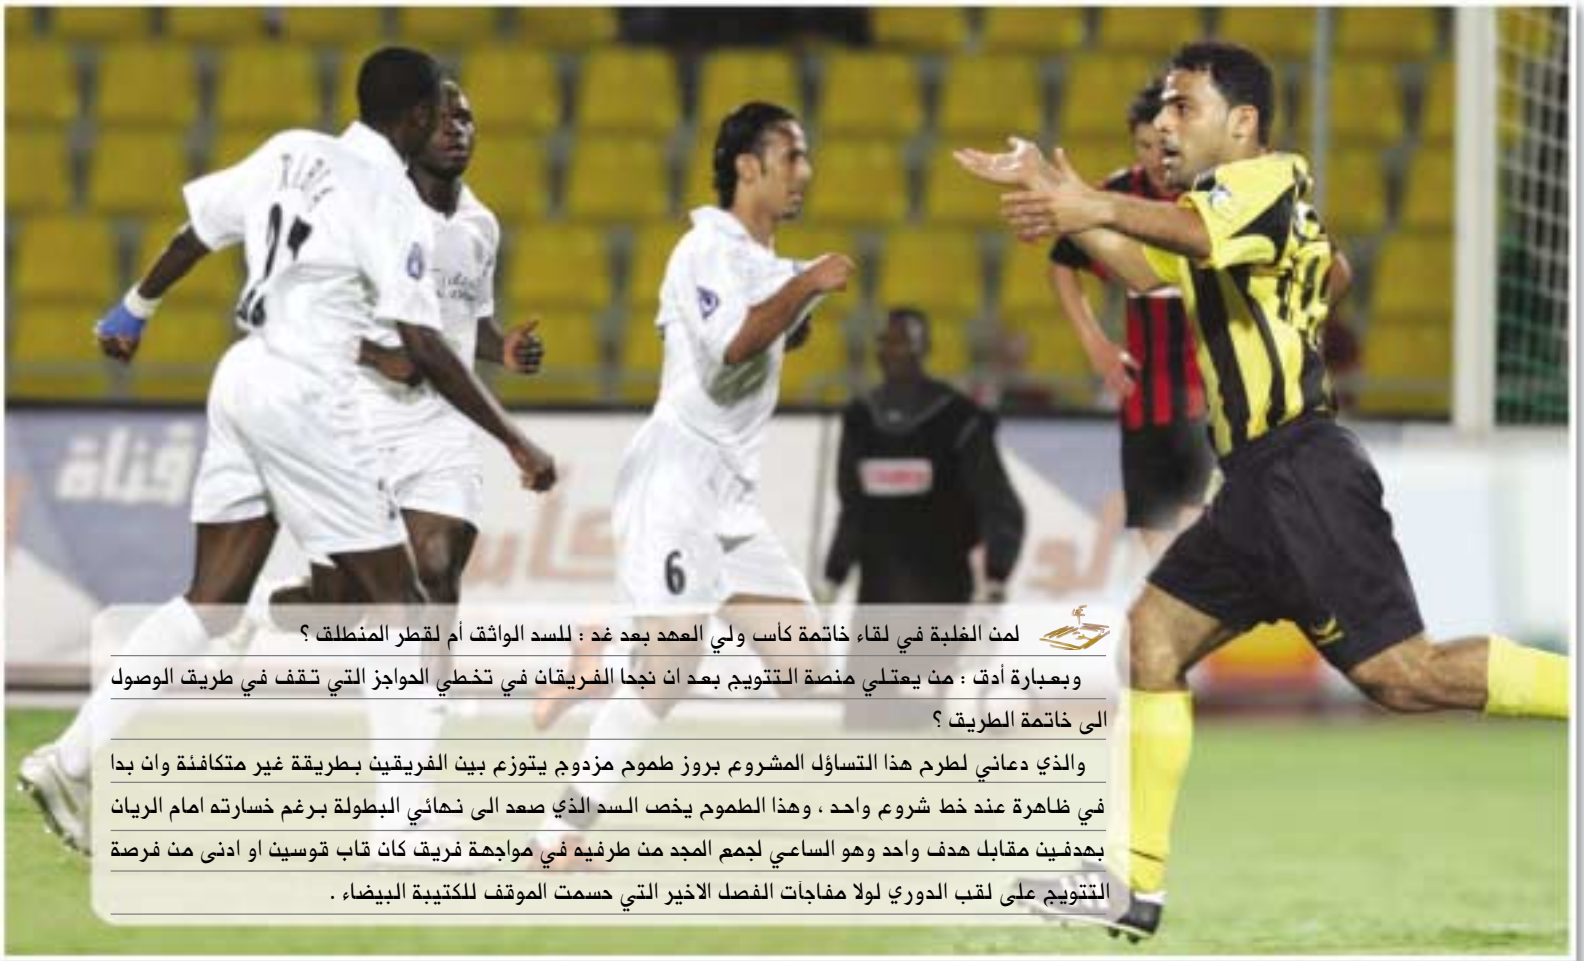 قناة
كأس
6
لمن الغلبة في لقاء خاتمة كأس ولي العهد بعد غد : للسد الواثق أم لقطر المنطلق ؟
وبعبارة أدق : من يعتلي منصة التتويج بعد ان نجحا الفريقان في تخطي الحواجز التي تقف في طريق الوصول
الى خاتمة الطريق ؟
والذي دعاني لطرح هذا التساؤل المشروع بروز طموح مزدوج يتوزع بين الفريقين بطريقة غير متكافئة وان بدا
في ظاهرة عند خط شروع واحد ، وهذا الطموح يخص السد الذي صعد الى نهائي البطولة برغم خسارته امام الريان
بهدفين مقابل هدف واحد وهو الساعي لجمع المجد من طرفيه في مواجهة فريق كان قاب قوسين او ادنى من فرصة
التتويج على لقب الدوري لولا مفاجآت الفصل الاخير التي حسمت الموقف للكتيبة البيضاء .